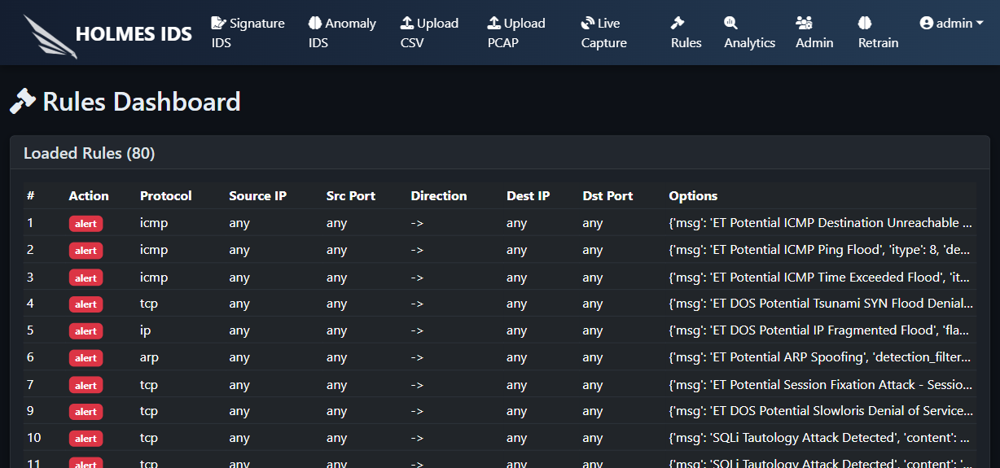 HOLMES IDS
Signature IDS
Anomaly IDS
Upload CSV
Upload PCAP
Live Capture
Rules
Analytics
Admin
Retrain
admin
Rules Dashboard
Loaded Rules (80)
# Action Protocol Source IP Src Port Direction Dest IP Dst Port Options
1 alert icmp any any -> any any {'msg': 'ET Potential ICMP Destination Unreachable ...
2 alert icmp any any -> any any {'msg': 'ET Potential ICMP Ping Flood', 'itype': 8, 'de...
3 alert icmp any any -> any any {'msg': 'ET Potential ICMP Time Exceeded Flood', 'it...
4 alert tcp any any -> any any {'msg': 'ET DOS Potential Tsunami SYN Flood Denial...
5 alert ip any any -> any any {'msg': 'ET DOS Potential IP Fragmented Flood', 'fla...
6 alert arp any any -> any any {'msg': 'ET Potential ARP Spoofing', 'detection_filter...
7 alert tcp any any -> any any {'msg': 'ET Potential Session Fixation Attack - Sessio...
9 alert tcp any any -> any any {'msg': 'ET DOS Potential Slowloris Denial of Service...
10 alert tcp any any -> any any {'msg': 'SQLi Tautology Attack Detected', 'content': ...
11 alert tcp any any -> any any {'msg': 'SQLi Tautology Attack Detected', 'content': '...